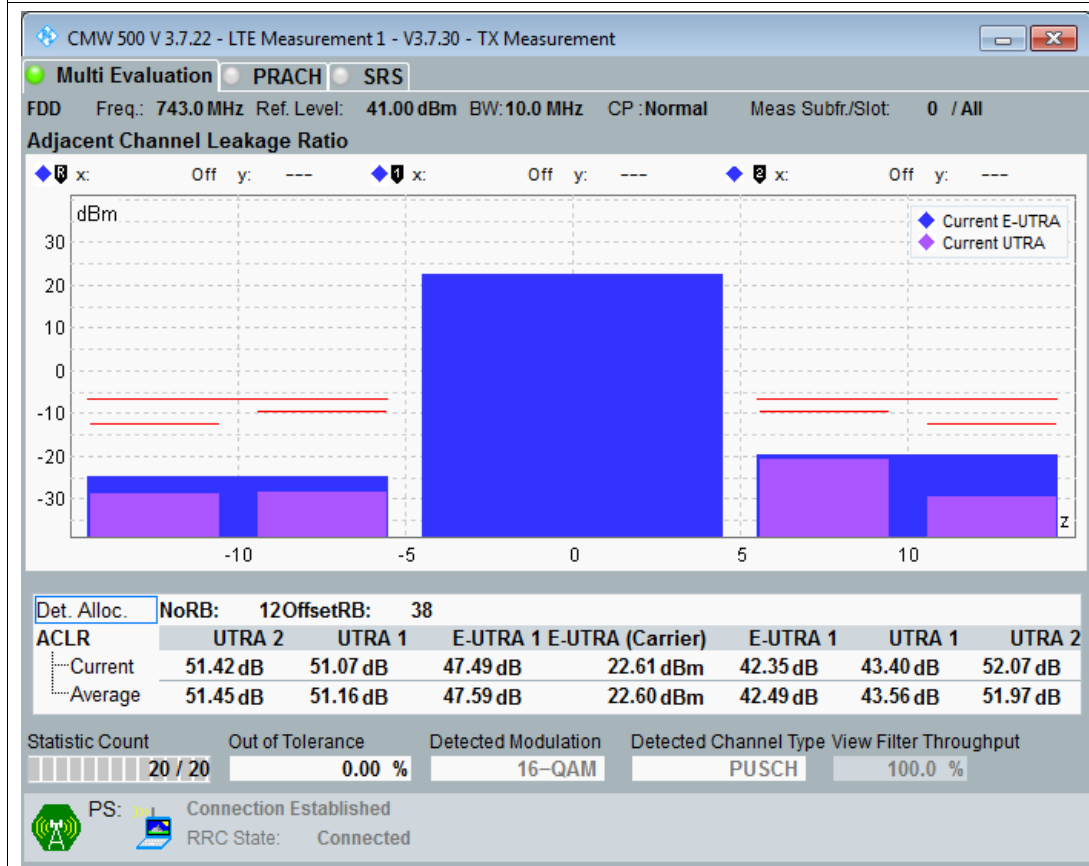 CMW 500 V 3.7.22 - LTE Measurement 1 - V3.7.30 - TX Measurement
Multi Evaluation PRACH SRS
FDD Freq.: 743.0 MHz Ref. Level: 41.00 dBm BW: 10.0 MHz CP : Normal Meas Subfr./Slot: 0 / All
Adjacent Channel Leakage Ratio
R x: Off y: --- 1 x: Off y: --- 2 x: Off y: ---
dBm
Current E-UTRA
Current UTRA
30
20
10
0
-10
-20
-30
z
-10 -5 0 5 10
Det. Alloc. NoRB: 12 OffsetRB: 38
ACLR UTRA 2 UTRA 1 E-UTRA 1 E-UTRA (Carrier) E-UTRA 1 UTRA 1 UTRA 2
Current 51.42 dB 51.07 dB 47.49 dB 22.61 dBm 42.35 dB 43.40 dB 52.07 dB
Average 51.45 dB 51.16 dB 47.59 dB 22.60 dBm 42.49 dB 43.56 dB 51.97 dB
Statistic Count Out of Tolerance Detected Modulation Detected Channel Type View Filter Throughput
20 / 20 0.00 % 16-QAM PUSCH 100.0 %
PS: Connection Established
RRC State: Connected